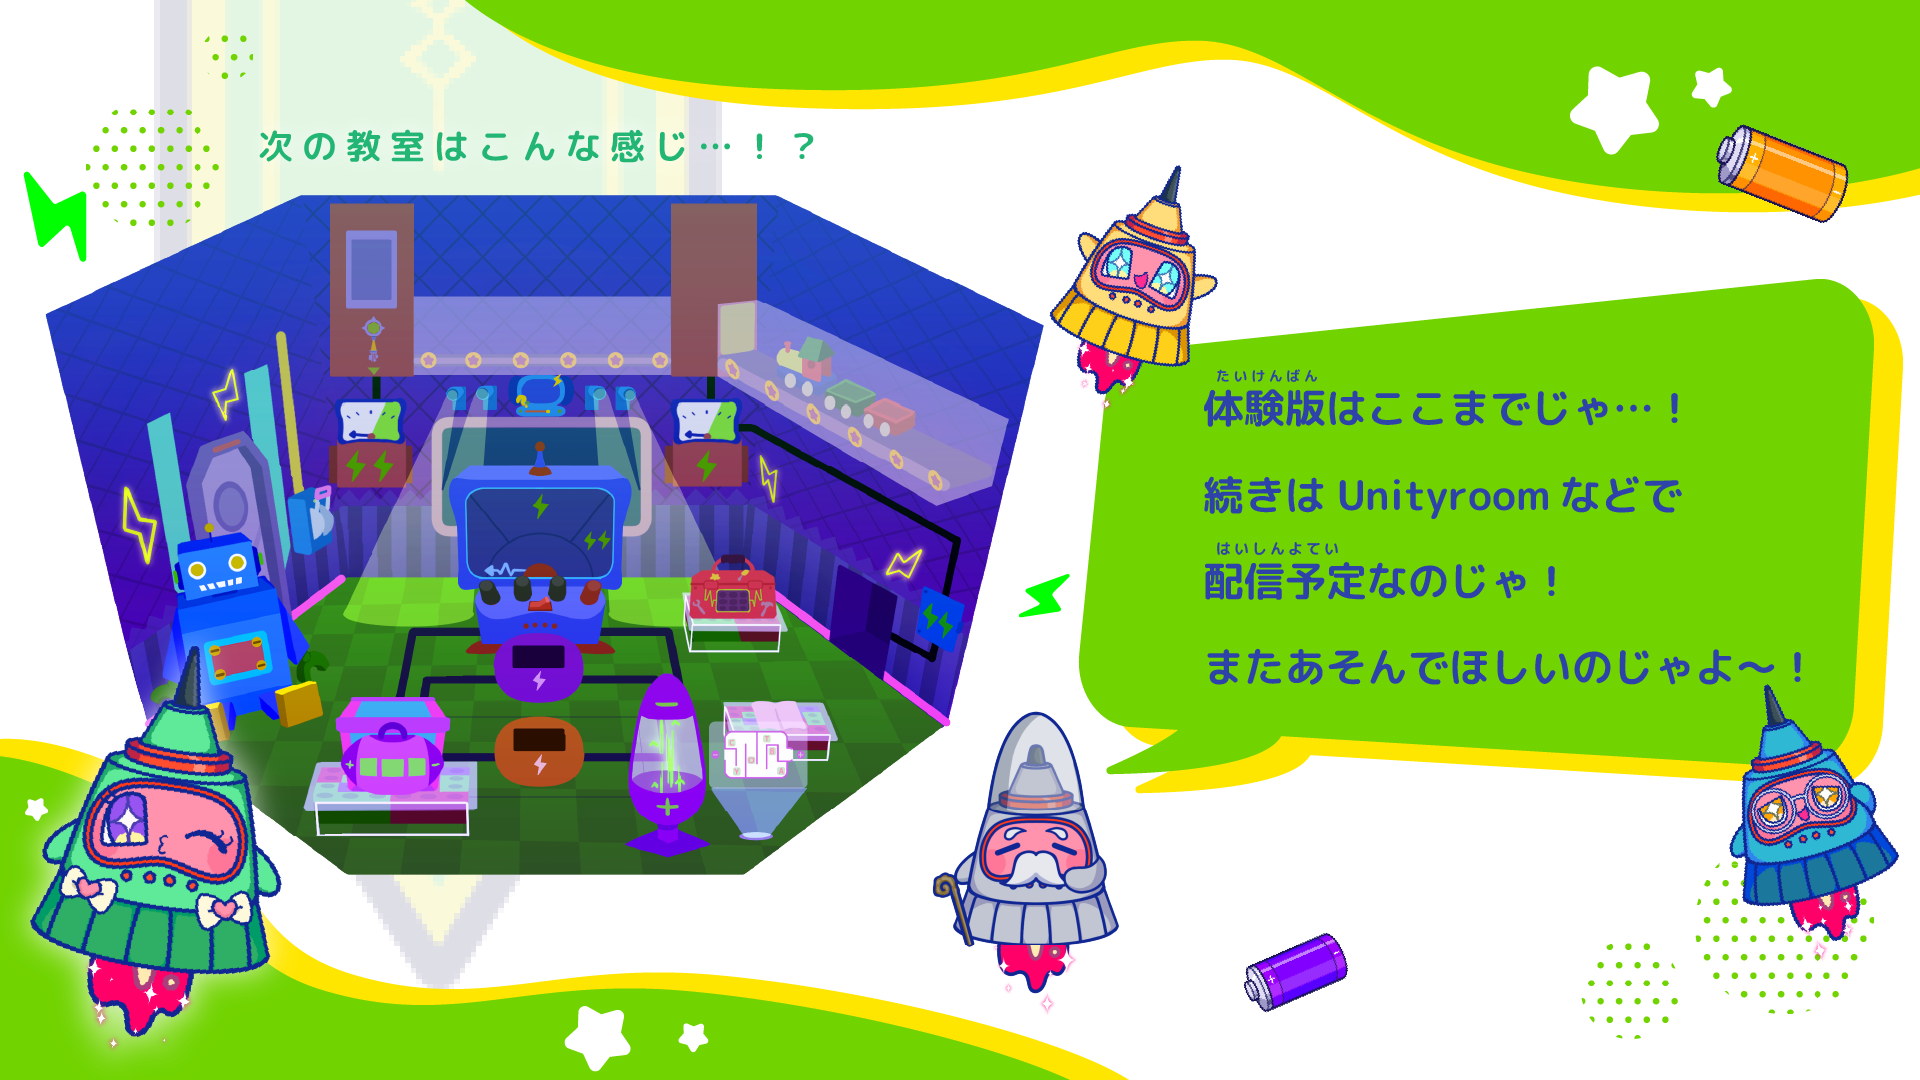 次の教室はこんな感じ…！？
たいけんばん
体験版はここまでじゃ…！
続きは Unityroom などで
はいしんよてい
配信予定なのじゃ！
またあそんでほしいのじゃよ～！